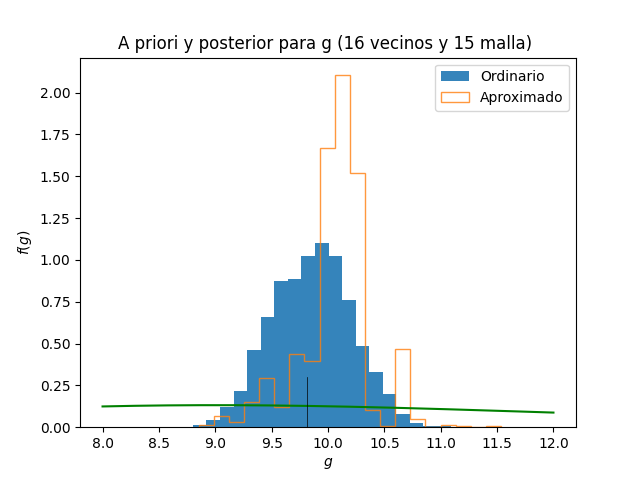 A priori y posterior para g (16 vecinos y 15 malla)
Ordinario
Aproximado
2.00
1.75
1.50
1.25
1.00
0.75
0.50
0.25
0.00
f(g)
8.0 8.5 9.0 9.5 10.0 10.5 11.0 11.5 12.0
g